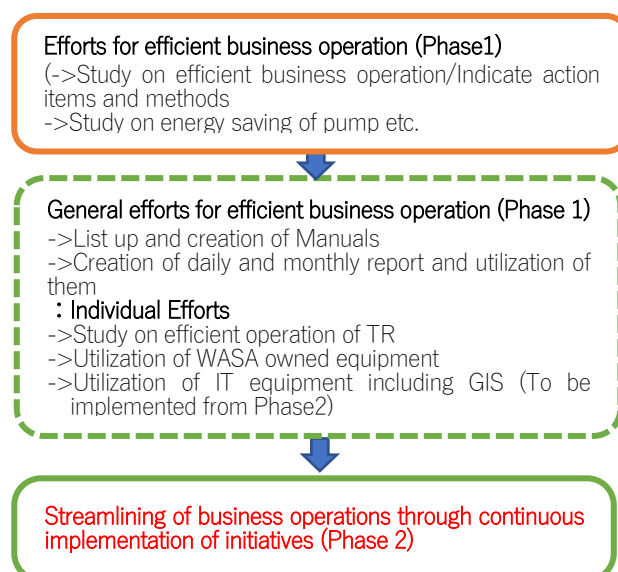 Efforts for efficient business operation (Phase1)
(->Study on efficient business operation/Indicate action
items and methods
->Study on energy saving of pump etc.
General efforts for efficient business operation (Phase 1)
->List up and creation of Manuals
->Creation of daily and monthly report and utilization of
them
：Individual Efforts
->Study on efficient operation of TR
->Utilization of WASA owned equipment
->Utilization of IT equipment including GIS (To be
implemented from Phase2)
Streamlining of business operations through continuous
implementation of initiatives (Phase 2)